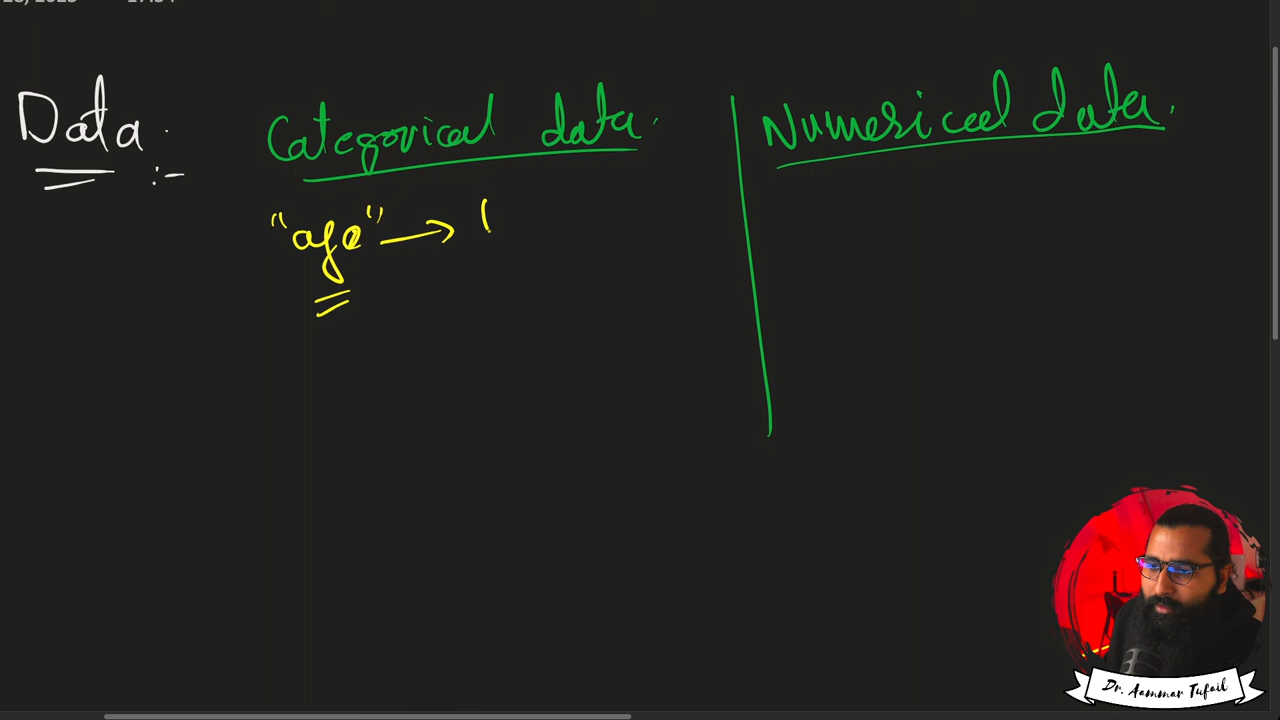 Data :-
Categorical data.
Numerical data.
"age" → (
Dr. Aammar Tufail